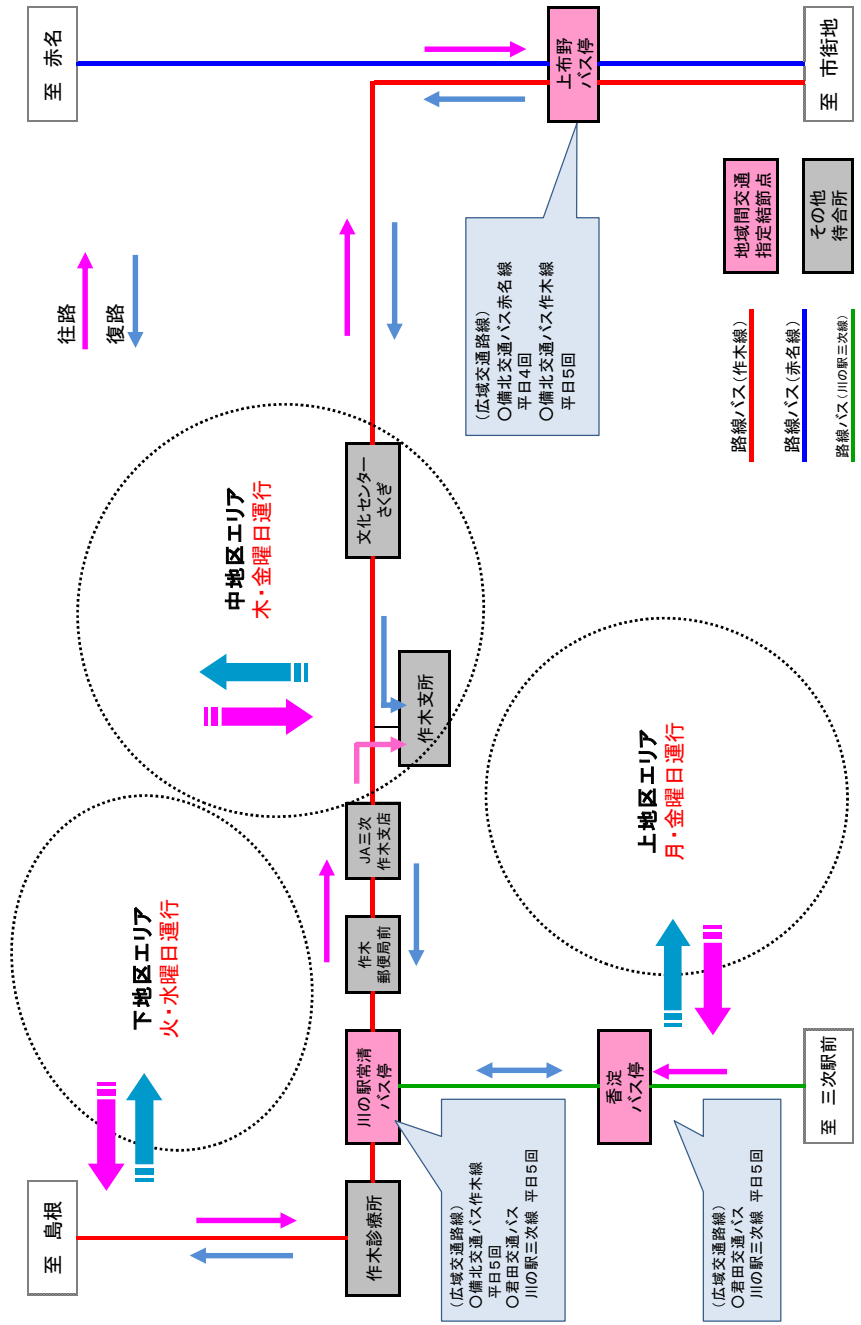 至 島根
至 赤名
往路
復路
下地区エリア
火・水曜日運行
中地区エリア
木・金曜日運行
作木診療所
川の駅常清
バス停
作木
郵便局前
JA三次
作木支店
作木支所
文化センター
さくぎ
(広域交通路線)
○備北交通バス作木線
平日5回
○君田交通バス
川の駅三次線 平日5回
(広域交通路線)
○備北交通バス赤名線
平日4回
○備北交通バス作木線
平日5回
上布野
バス停
香淀
バス停
上地区エリア
月・金曜日運行
(広域交通路線)
○君田交通バス
川の駅三次線 平日5回
路線バス(作木線)
路線バス(赤名線)
路線バス(川の駅三次線)
地域間交通
指定結節点
その他
待合所
至 三次駅前
至 市街地